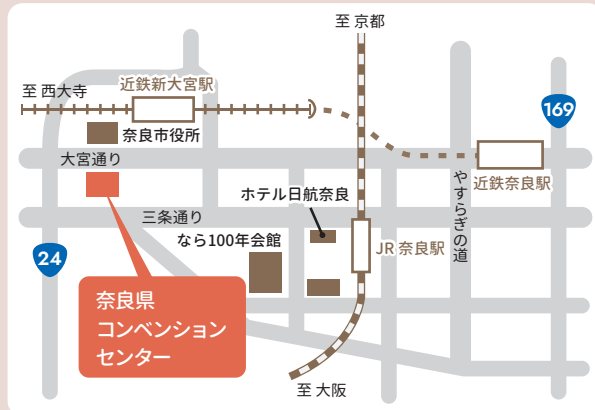 至 京都
近鉄新大宮駅
至 西大寺
169
奈良市役所
大宮通り
近鉄奈良駅
やすらぎの道
ホテル日航奈良
三条通り
なら100年会館
JR 奈良駅
24
奈良県
コンベンション
センター
至 大阪